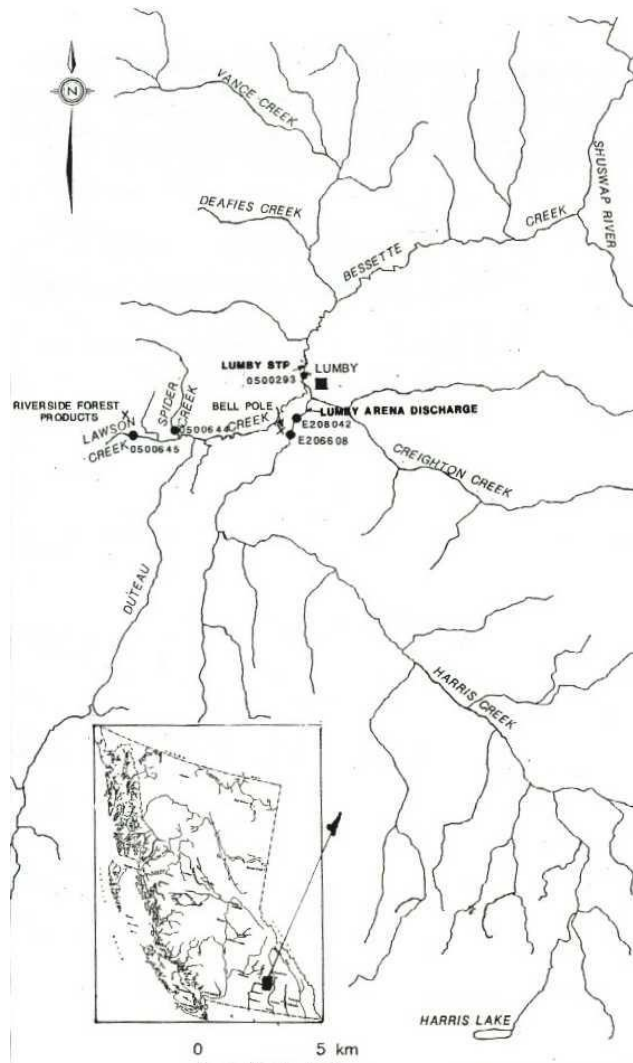 N
VANCE CREEK
SHUSWAP RIVER
DEAFIES CREEK
BESSETTE CREEK
LUMBY STP
LUMBY
0500293
RIVERSIDE FOREST
PRODUCTS
SPIDER
CREEK
BELL POLE
LUMBY ARENA DISCHARGE
E208042
LAWSON
CREEK
0500644
CREEK
E206608
0500645
CREIGHTON CREEK
DUTEAU
HARRIS CREEK
HARRIS LAKE
0 5 km